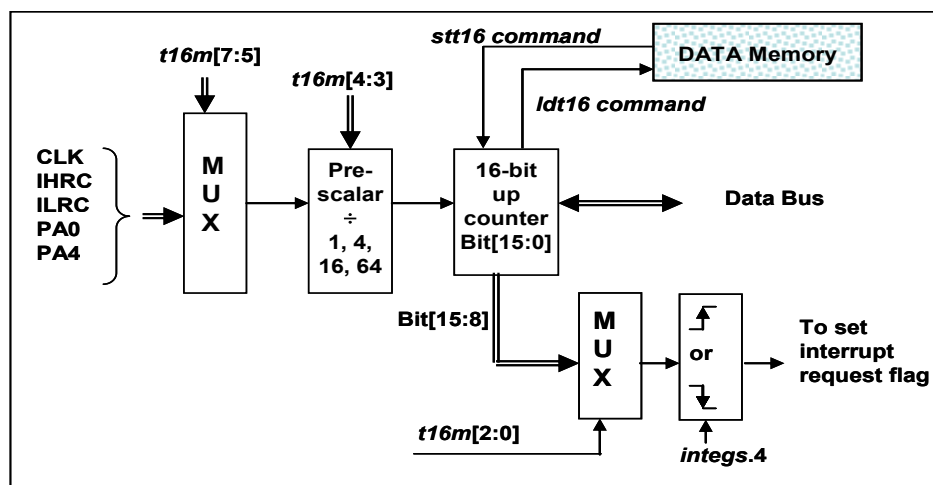 stt16 command
DATA Memory
t16m[7:5]
t16m[4:3]
ldt16 command
CLK
IHRC
ILRC
PA0
PA4
M
U
X
Pre-
scalar
÷
1, 4,
16, 64
16-bit
up
counter
Bit[15:0]
Data Bus
Bit[15:8]
M
U
X
or
To set
interrupt
request flag
t16m[2:0]
integs.4